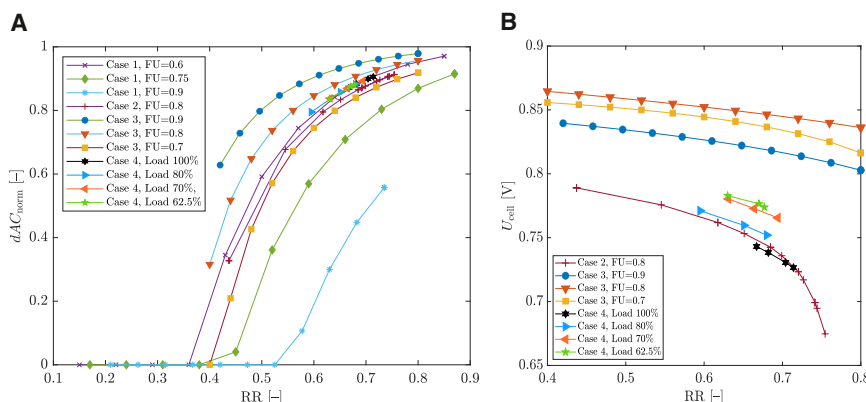 A
B
1
0.8
0.6
0.4
0.2
0
dAC_norm [–]
0.1 0.2 0.3 0.4 0.5 0.6 0.7 0.8 0.9
RR [–]
Case 1, FU=0.6
Case 1, FU=0.75
Case 1, FU=0.9
Case 2, FU=0.8
Case 3, FU=0.9
Case 3, FU=0.8
Case 3, FU=0.7
Case 4, Load 100%
Case 4, Load 80%
Case 4, Load 70%,
Case 4, Load 62.5%
0.9
0.85
0.8
0.75
0.7
0.65
U_cell [V]
0.4 0.5 0.6 0.7 0.8
RR [–]
Case 2, FU=0.8
Case 3, FU=0.9
Case 3, FU=0.8
Case 3, FU=0.7
Case 4, Load 100%
Case 4, Load 80%
Case 4, Load 70%
Case 4, Load 62.5%